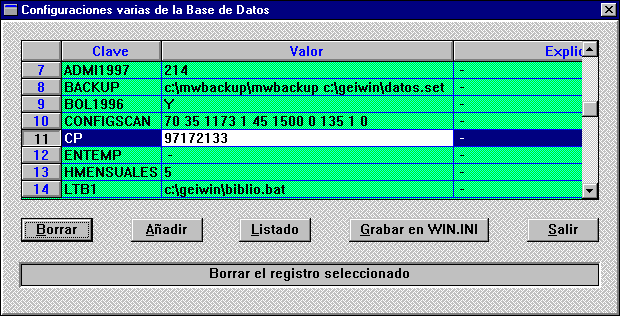 Configuraciones varias de la Base de Datos
Clave Valor Explic
7 ADMI1997 214 -
8 BACKUP c:\mwbackup\mwbackup c:\geiwin\datos.set -
9 BOL1996 Y -
10 CONFIGSCAN 70 35 1173 1 45 1500 0 135 1 0 -
11 CP 97172133 -
12 ENTEMP - -
13 HMENSUALES 5 -
14 LTB1 c:\geiwin\biblio.bat -
Borrar Añadir Listado Grabar en WIN.INI Salir
Borrar el registro seleccionado